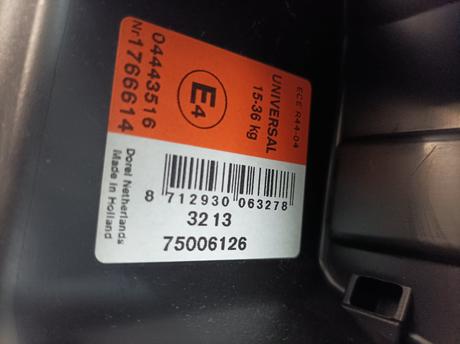 ECE R44-04
UNIVERSAL
15-36 kg
E4
04443516
Nr1766614
Dorel Netherlands
Made in Holland
8 712930 063278
3213
75006126